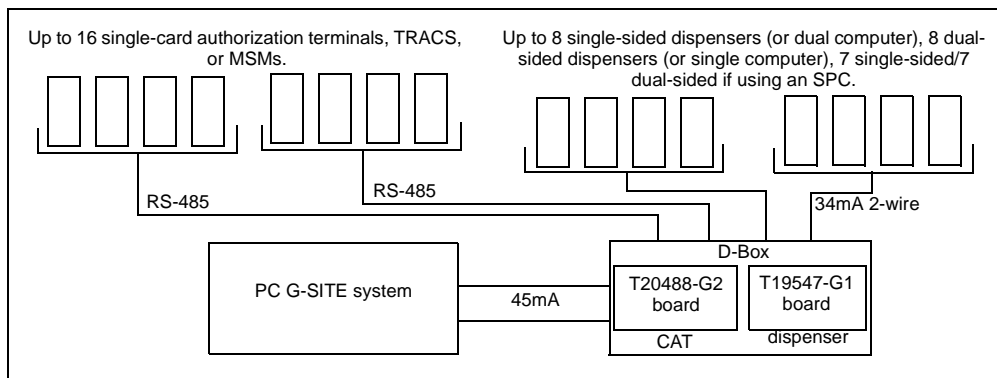 Up to 16 single-card authorization terminals, TRACS,
or MSMs.
Up to 8 single-sided dispensers (or dual computer), 8 dual-
sided dispensers (or single computer), 7 single-sided/7
dual-sided if using an SPC.
RS-485
RS-485
34mA 2-wire
PC G-SITE system
45mA
D-Box
T20488-G2
board
CAT
T19547-G1
board
dispenser